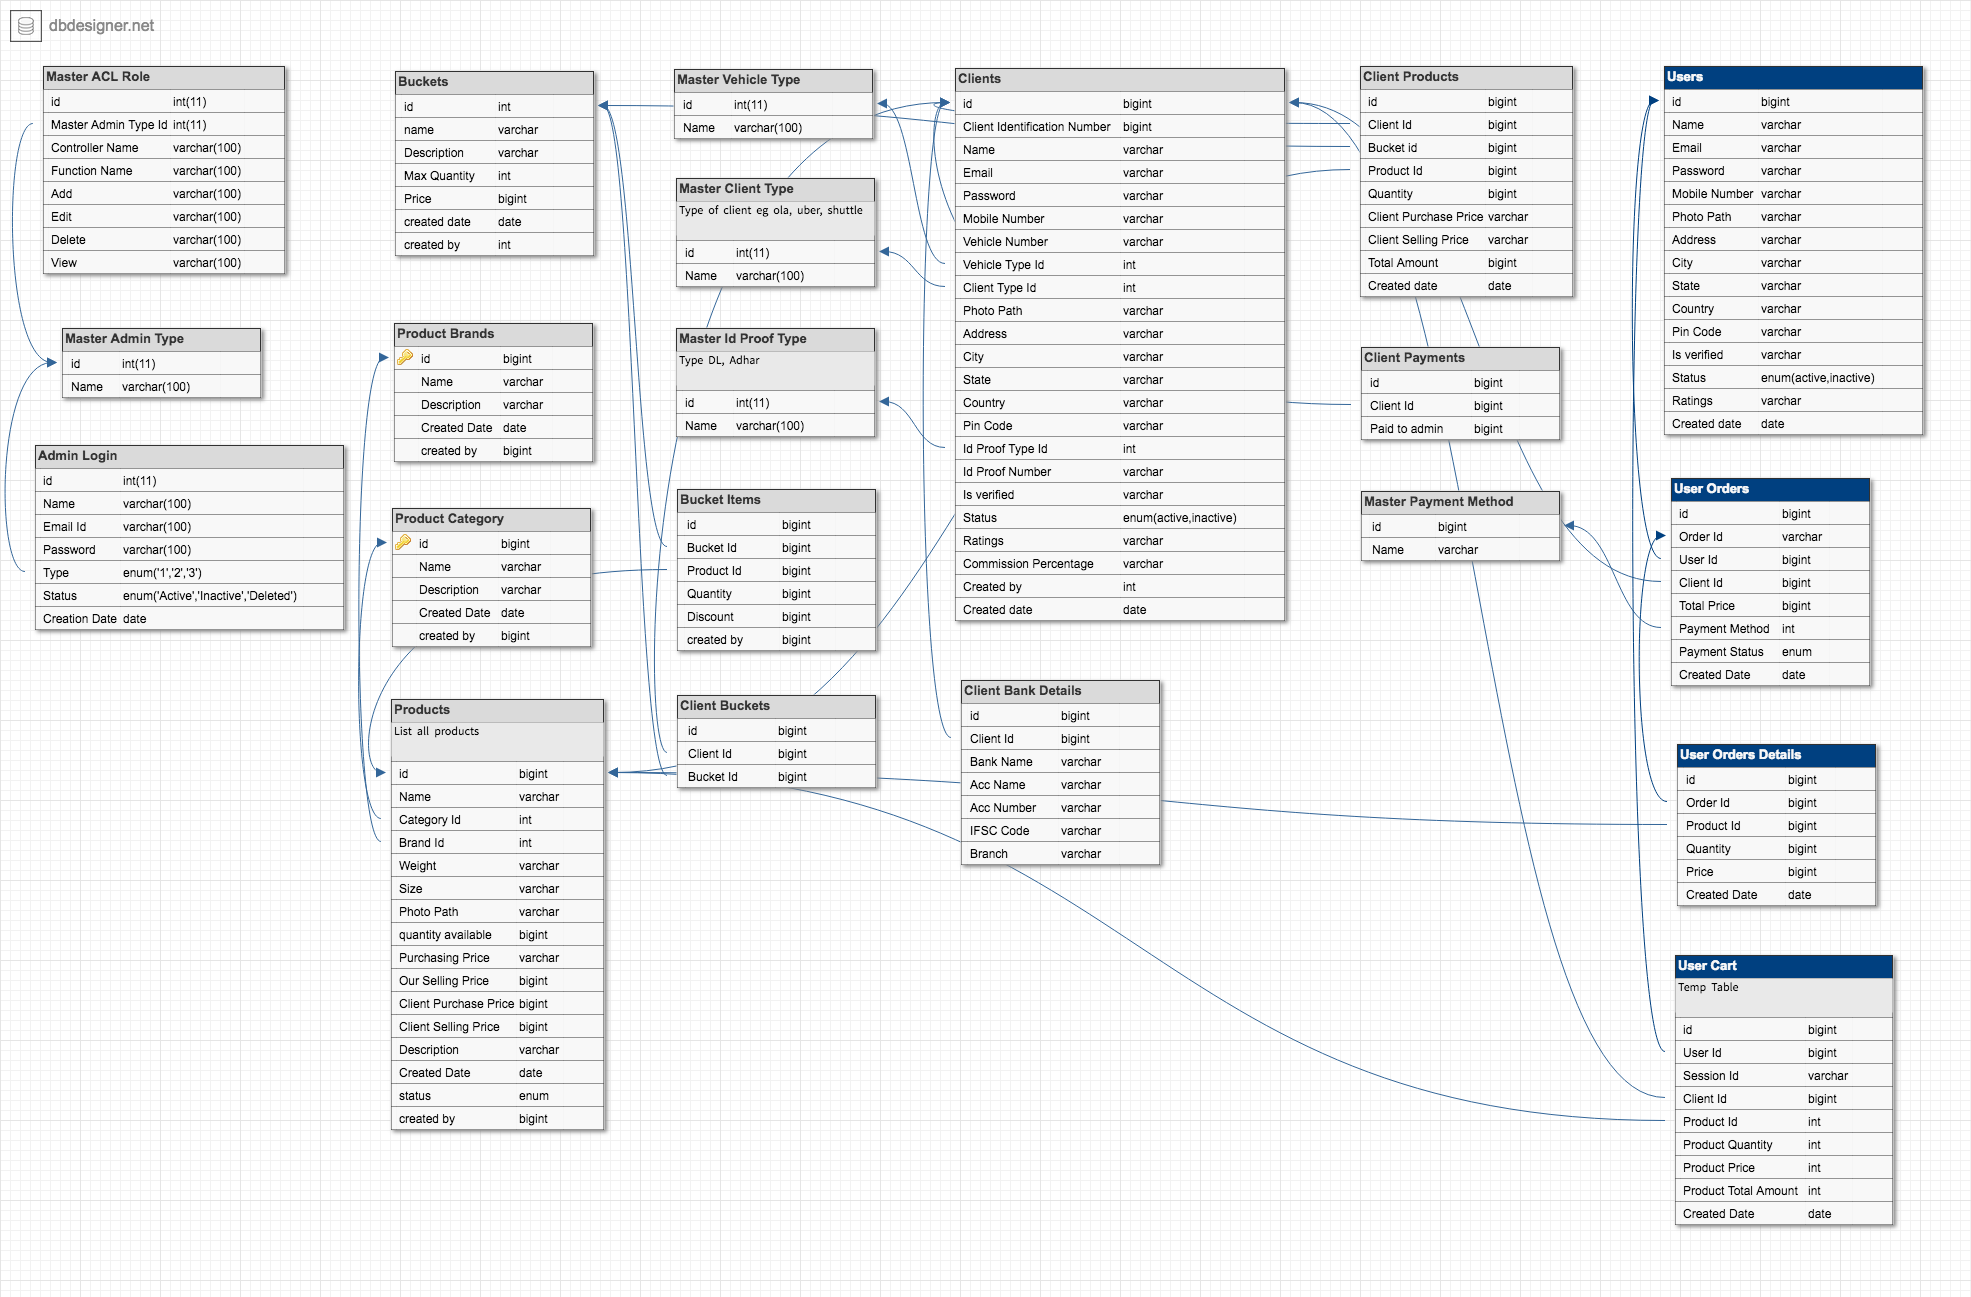 dbdesigner.net
Master ACL Role
id int(11)
Master Admin Type Id int(11)
Controller Name varchar(100)
Function Name varchar(100)
Add varchar(100)
Edit varchar(100)
Delete varchar(100)
View varchar(100)
Master Admin Type
id int(11)
Name varchar(100)
Admin Login
id int(11)
Name varchar(100)
Email Id varchar(100)
Password varchar(100)
Type enum('1','2','3')
Status enum('Active','Inactive','Deleted')
Creation Date date
Buckets
id int
name varchar
Description varchar
Max Quantity int
Price bigint
created date date
created by int
Product Brands
id bigint
Name varchar
Description varchar
Created Date date
created by bigint
Product Category
id bigint
Name varchar
Description varchar
Created Date date
created by bigint
Products
List all products
id bigint
Name varchar
Category Id int
Brand Id int
Weight varchar
Size varchar
Photo Path varchar
quantity available bigint
Purchasing Price varchar
Our Selling Price bigint
Client Purchase Price bigint
Client Selling Price bigint
Description varchar
Created Date date
status enum
created by bigint
Master Vehicle Type
id int(11)
Name varchar(100)
Master Client Type
Type of client eg ola, uber, shuttle
id int(11)
Name varchar(100)
Master Id Proof Type
Type DL, Adhar
id int(11)
Name varchar(100)
Bucket Items
id bigint
Bucket Id bigint
Product Id bigint
Quantity bigint
Discount bigint
created by bigint
Client Buckets
id bigint
Client Id bigint
Bucket Id bigint
Clients
id bigint
Client Identification Number bigint
Name varchar
Email varchar
Password varchar
Mobile Number varchar
Vehicle Number varchar
Vehicle Type Id int
Client Type Id int
Photo Path varchar
Address varchar
City varchar
State varchar
Country varchar
Pin Code varchar
Id Proof Type Id int
Id Proof Number varchar
Is verified varchar
Status enum(active,inactive)
Ratings varchar
Commission Percentage varchar
Created by int
Created date date
Client Bank Details
id bigint
Client Id bigint
Bank Name varchar
Acc Name varchar
Acc Number varchar
IFSC Code varchar
Branch varchar
Client Products
id bigint
Client Id bigint
Bucket id bigint
Product Id bigint
Quantity bigint
Client Purchase Price varchar
Client Selling Price varchar
Total Amount bigint
Created date date
Client Payments
id bigint
Client Id bigint
Paid to admin bigint
Master Payment Method
id bigint
Name varchar
Users
id bigint
Name varchar
Email varchar
Password varchar
Mobile Number varchar
Photo Path varchar
Address varchar
City varchar
State varchar
Country varchar
Pin Code varchar
Is verified varchar
Status enum(active,inactive)
Ratings varchar
Created date date
User Orders
id bigint
Order Id varchar
User Id bigint
Client Id bigint
Total Price bigint
Payment Method int
Payment Status enum
Created Date date
User Orders Details
id bigint
Order Id bigint
Product Id bigint
Quantity bigint
Price bigint
Created Date date
User Cart
Temp Table
id bigint
User Id bigint
Session Id varchar
Client Id bigint
Product Id int
Product Quantity int
Product Price int
Product Total Amount int
Created Date date